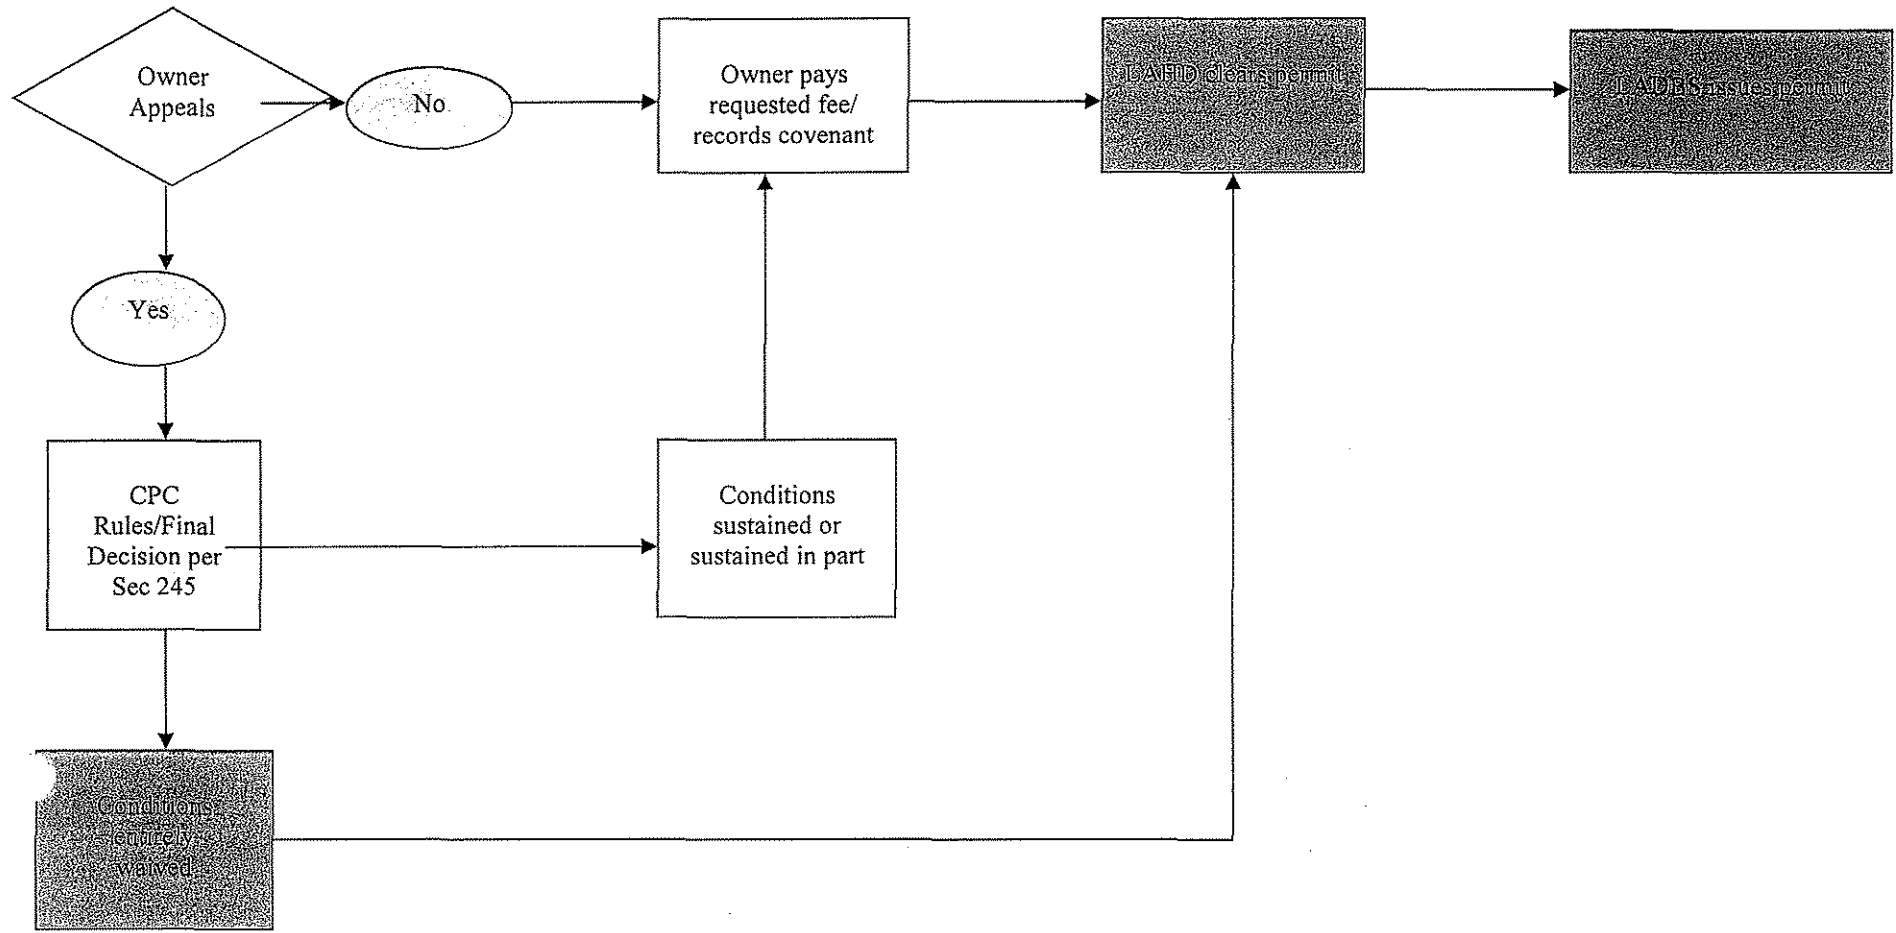 Owner
Appeals
No
Owner pays
requested fee/
records covenant
LAHD clears permit
LADBS issues permit
Yes
CPC
Rules/Final
Decision per
Sec 245
Conditions
sustained or
sustained in part
Conditions
entirely
waived